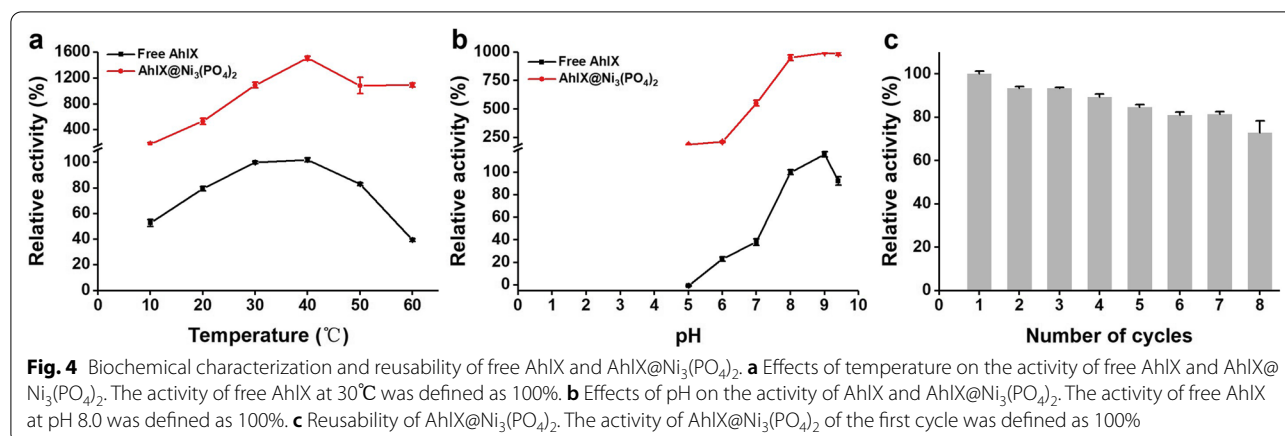 a
Free AhlX
AhlX@Ni₃(PO₄)₂
1600
1200
800
400
100
80
60
40
20
0
Relative activity (%)
0 10 20 30 40 50 60
Temperature (℃)
b
Free AhlX
AhlX@Ni₃(PO₄)₂
1000
750
500
250
100
80
60
40
20
0
Relative activity (%)
0 1 2 3 4 5 6 7 8 9 10
pH
c
100
80
60
40
20
0
Relative activity (%)
1 2 3 4 5 6 7 8
Number of cycles
Fig. 4 Biochemical characterization and reusability of free AhlX and AhlX@Ni₃(PO₄)₂. a Effects of temperature on the activity of free AhlX and AhlX@
Ni₃(PO₄)₂. The activity of free AhlX at 30℃ was defined as 100%. b Effects of pH on the activity of AhlX and AhlX@Ni₃(PO₄)₂. The activity of free AhlX
at pH 8.0 was defined as 100%. c Reusability of AhlX@Ni₃(PO₄)₂. The activity of AhlX@Ni₃(PO₄)₂ of the first cycle was defined as 100%